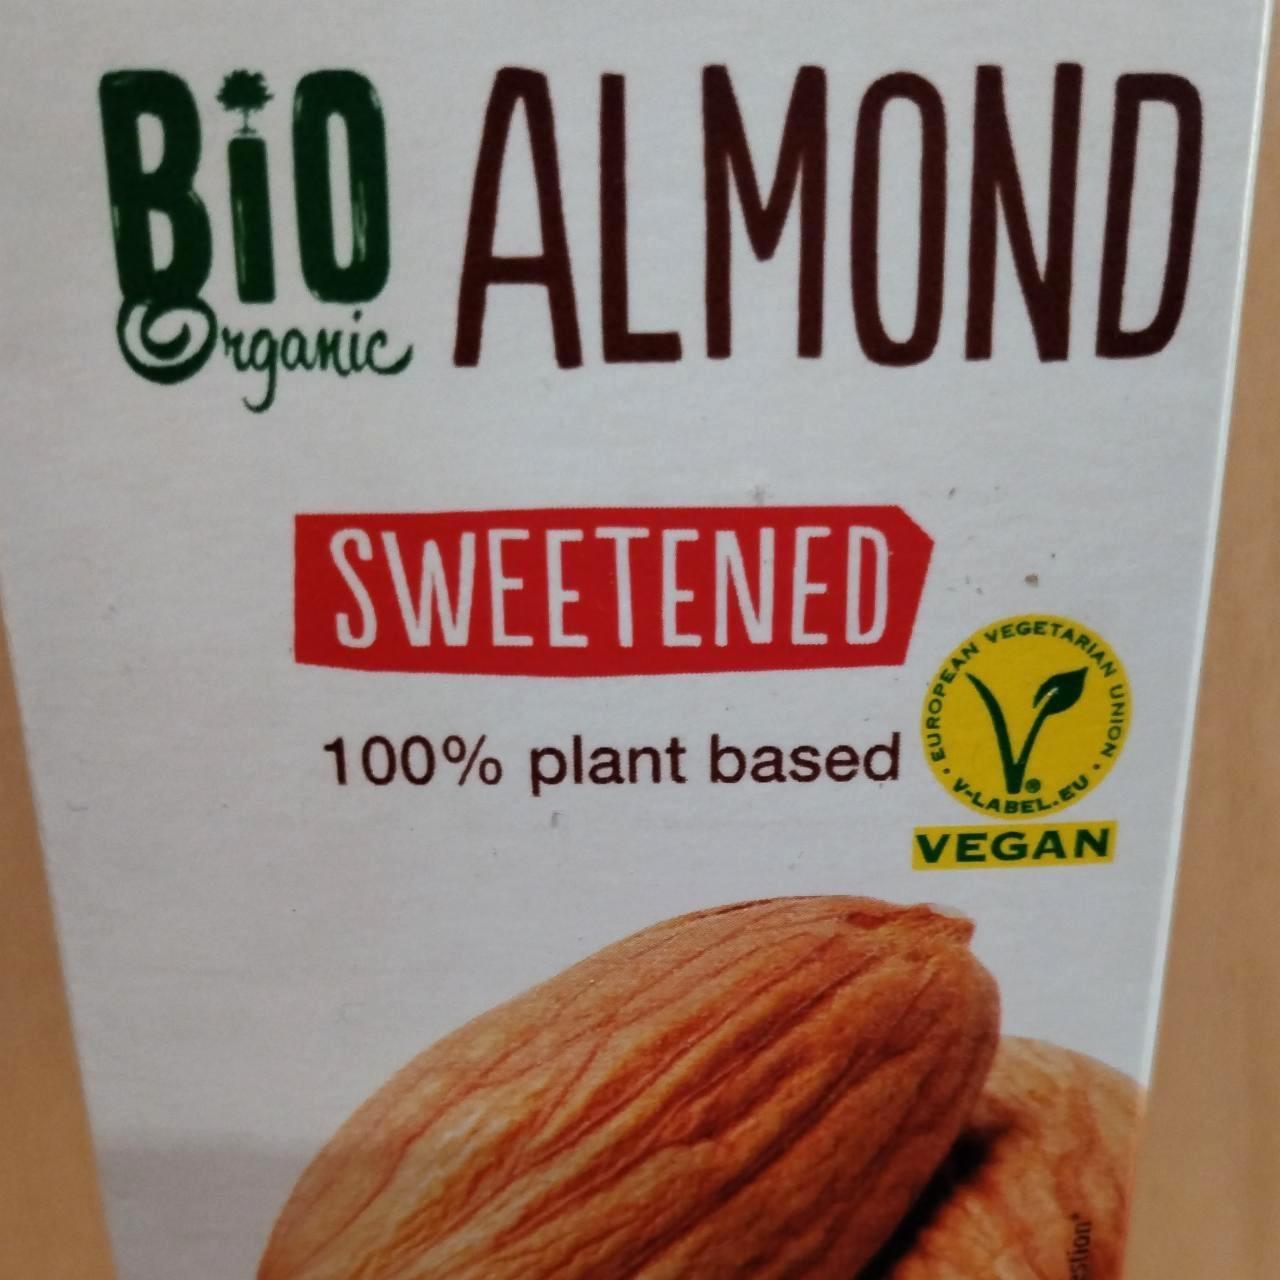 BiO ALMOND
Organic
SWEETENED
100% plant based
EUROPEAN VEGETARIAN UNION
V-LABEL.EU
VEGAN